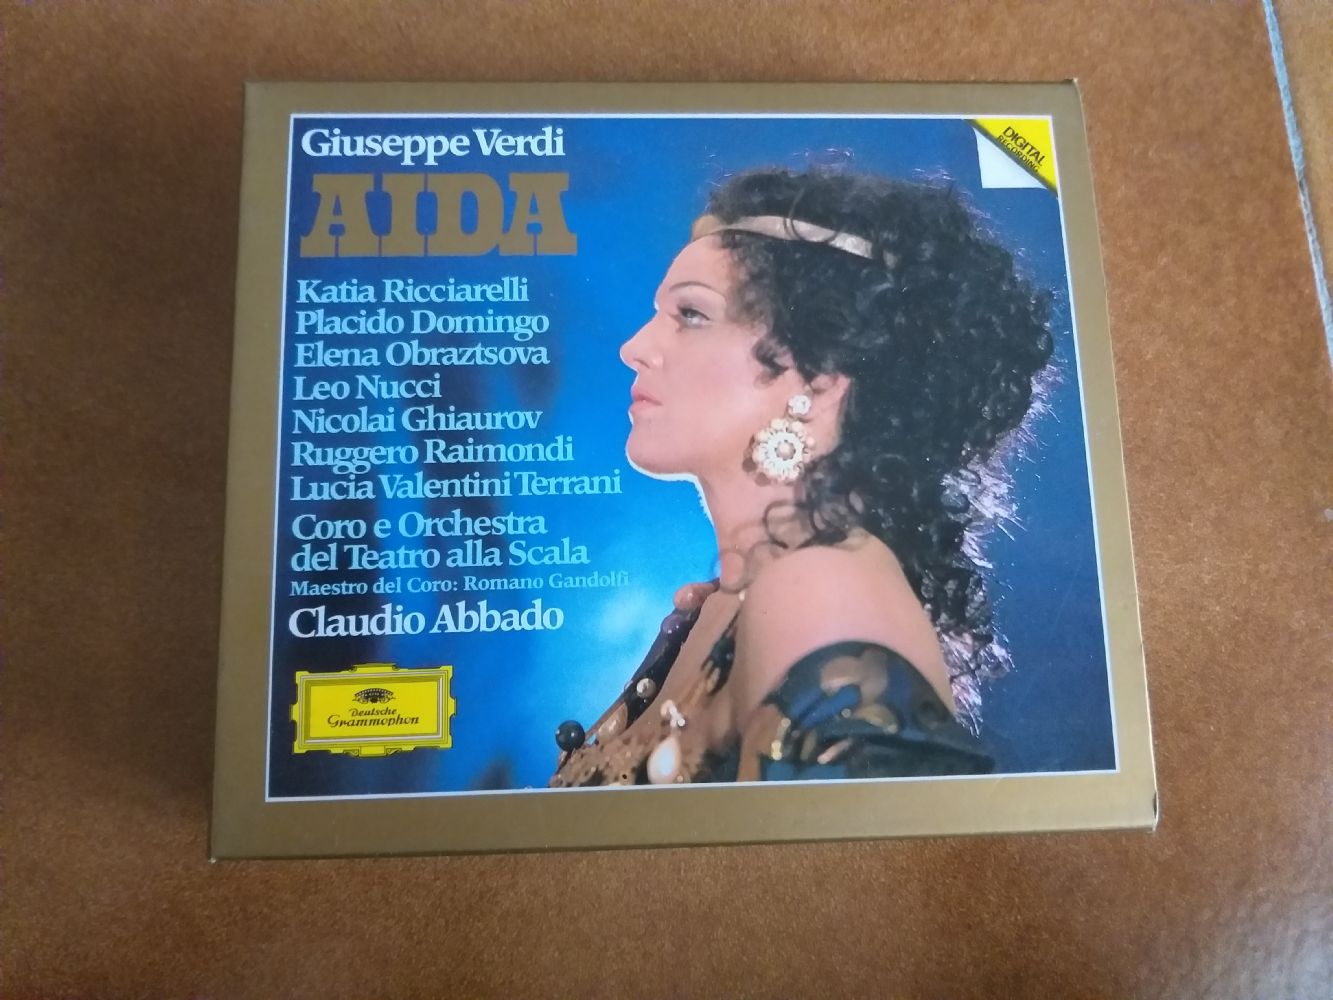 Giuseppe Verdi
AIDA
Katia Ricciarelli
Placido Domingo
Elena Obraztsova
Leo Nucci
Nicolai Ghiaurov
Ruggero Raimondi
Lucia Valentini Terrani
Coro e Orchestra
del Teatro alla Scala
Maestro del Coro: Romano Gandolfi
Claudio Abbado
Deutsche
Grammophon
DIGITAL
RECORDING